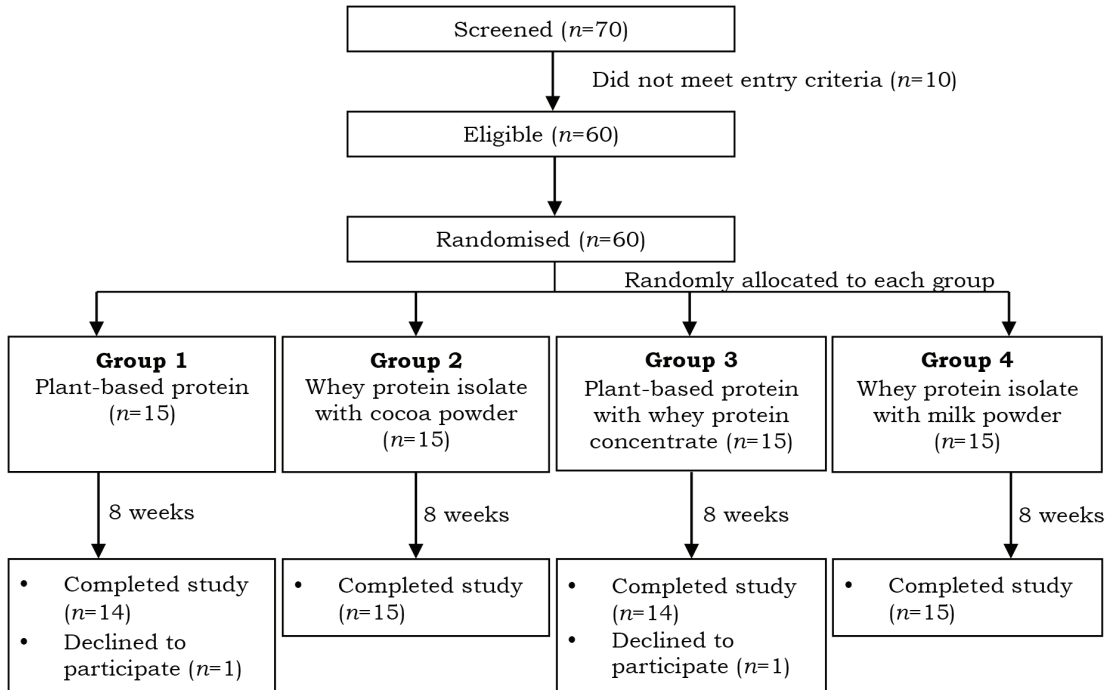 Screened (n=70)
Did not meet entry criteria (n=10)
Eligible (n=60)
Randomised (n=60)
Randomly allocated to each group
Group 1
Plant-based protein
(n=15)
Group 2
Whey protein isolate
with cocoa powder
(n=15)
Group 3
Plant-based protein
with whey protein
concentrate (n=15)
Group 4
Whey protein isolate
with milk powder
(n=15)
8 weeks
8 weeks
8 weeks
8 weeks
• Completed study
(n=14)
• Declined to
participate (n=1)
• Completed study
(n=15)
• Completed study
(n=14)
• Declined to
participate (n=1)
• Completed study
(n=15)